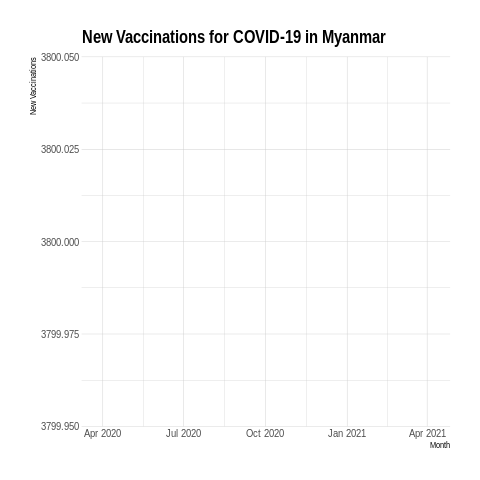 New Vaccinations for COVID-19 in Myanmar
New Vaccinations
3800.050
3800.025
3800.000
3799.975
3799.950
Apr 2020 Jul 2020 Oct 2020 Jan 2021 Apr 2021
Month